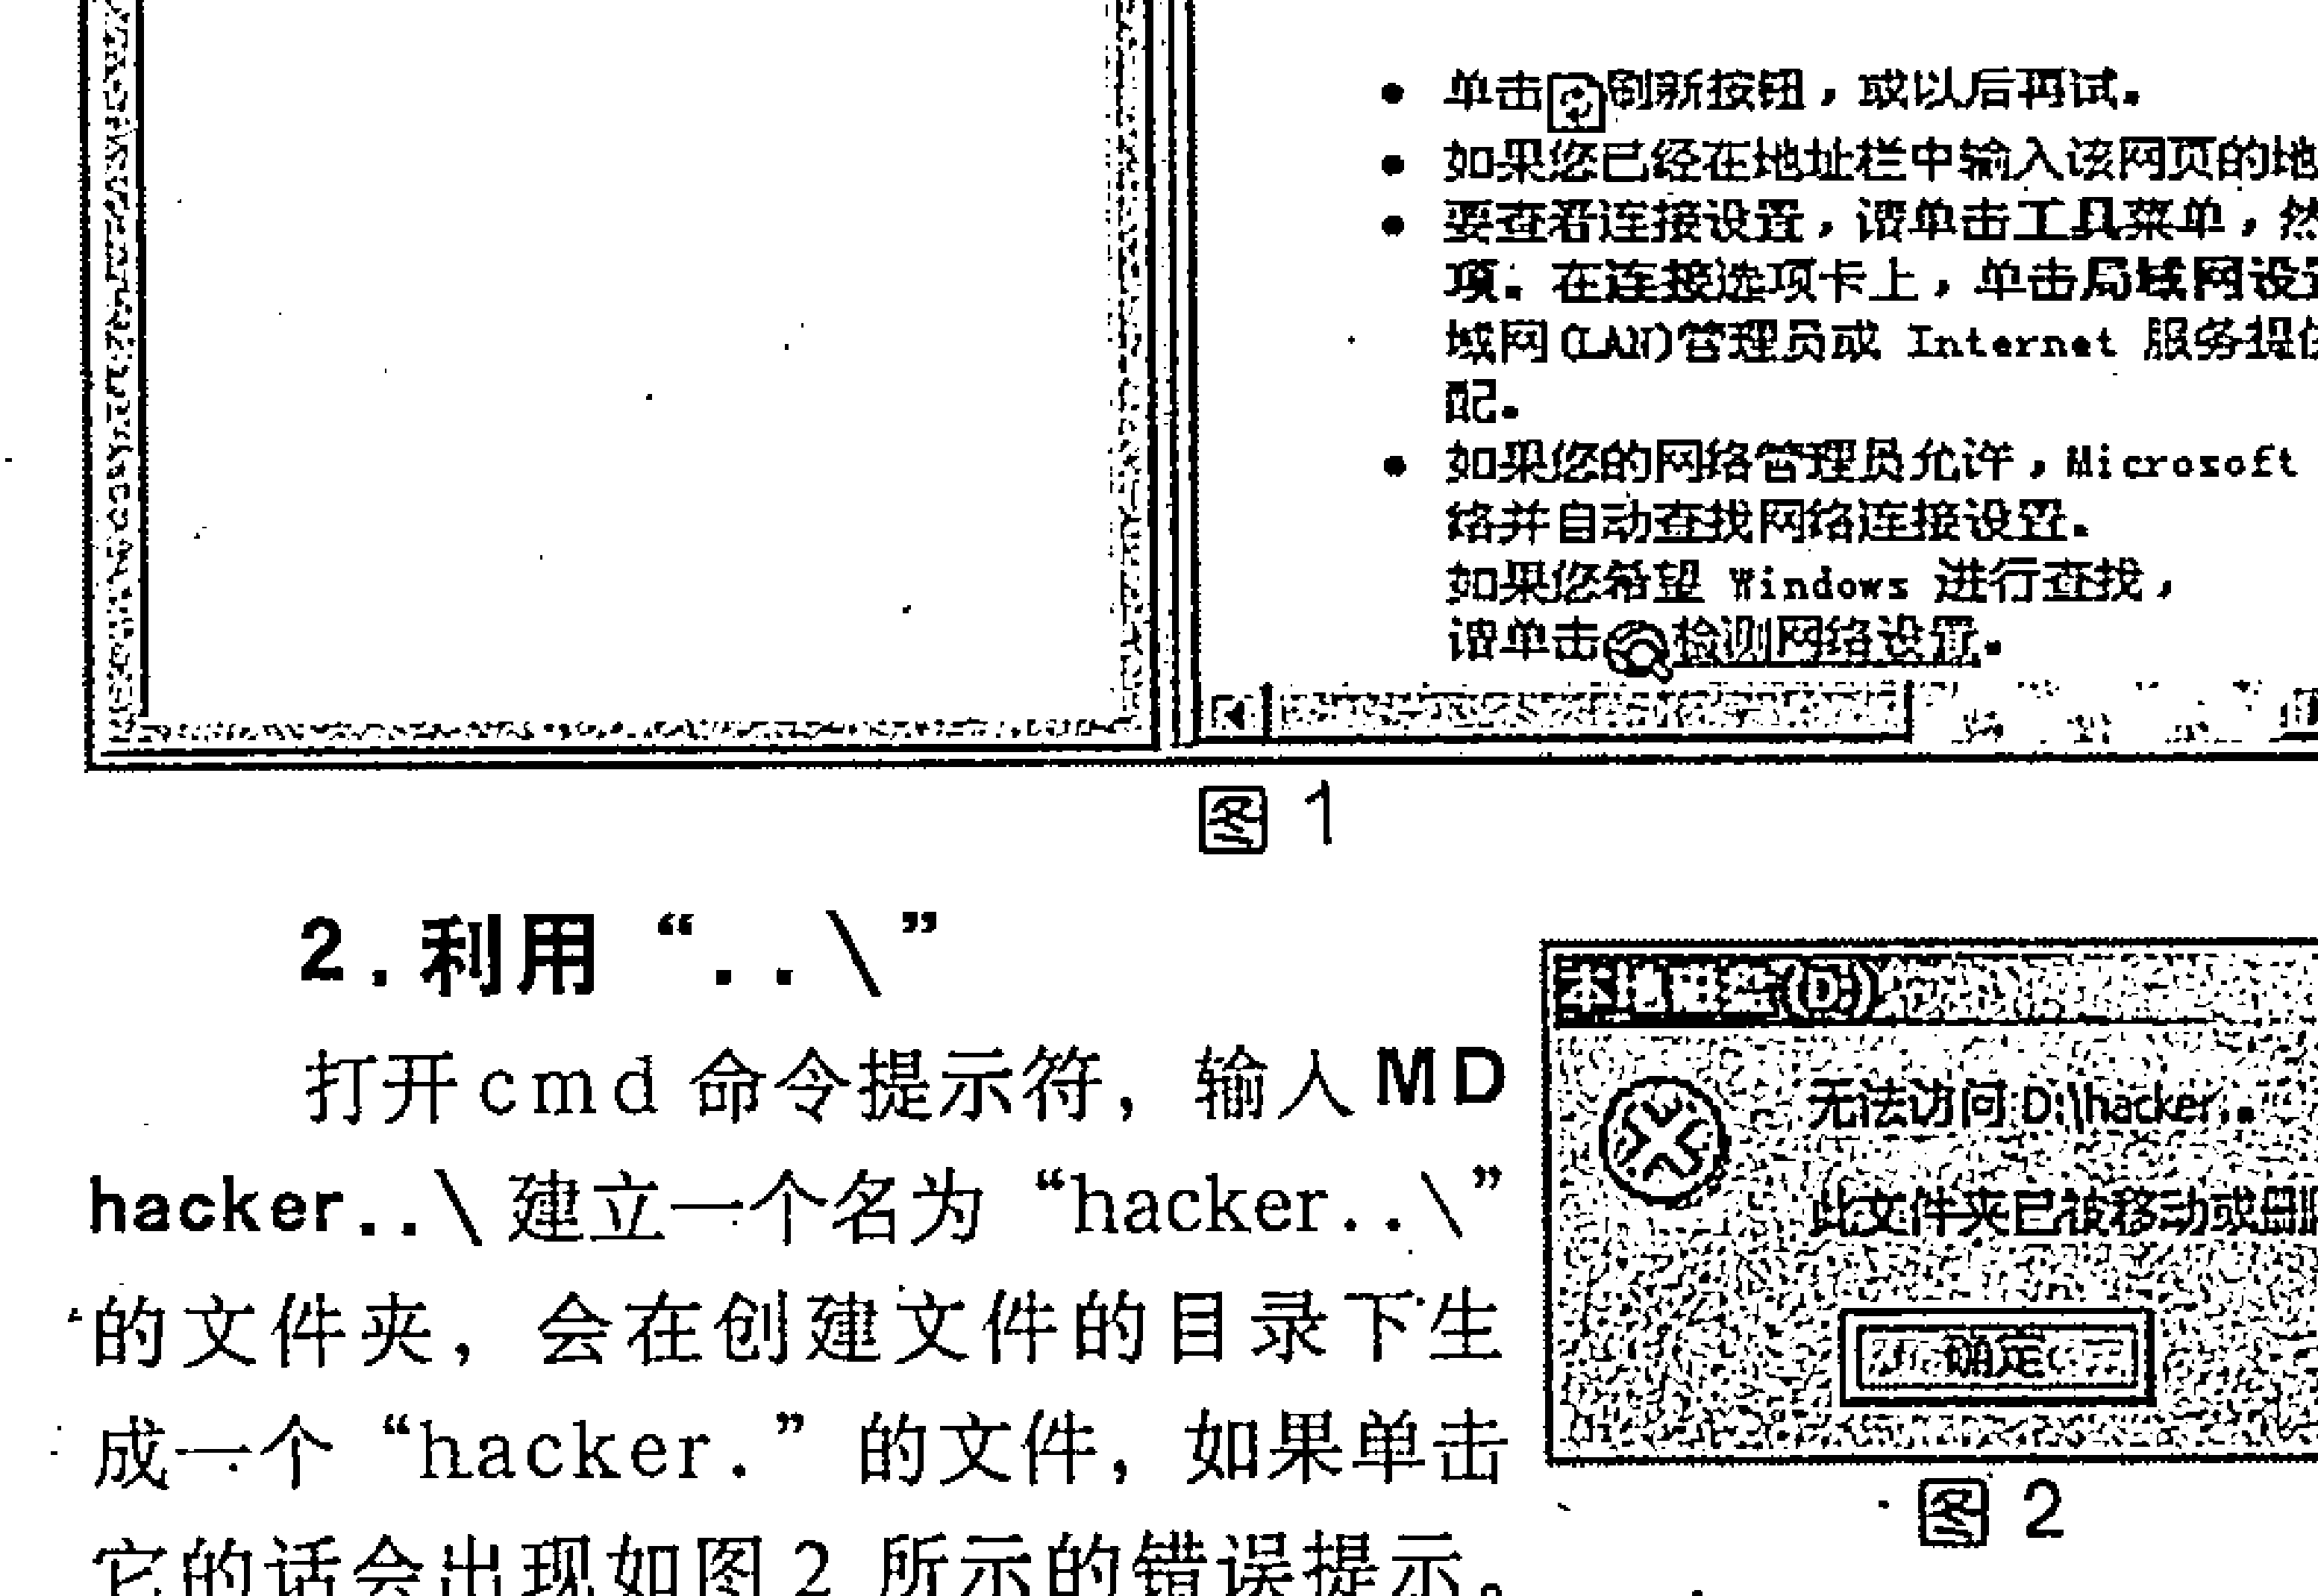 单击刷新按钮，或以后再试。
如果您已经在地址栏中输入该网页的地
要查看连接设置，请单击工具菜单，然
项。在连接选项卡上，单击局域网设置
域网(LAN)管理员或 Internet 服务提供
配。
如果您的网络管理员允许，Microsoft
络并自动查找网络连接设置。
如果您希望 Windows 进行查找，
请单击检测网络设置。
图 1
2.利用“..\”
打开cmd命令提示符，输入MD
hacker..\建立一个名为“hacker..\”
的文件夹，会在创建文件的目录下生
成一个“hacker.”的文件，如果单击
它的话会出现如图2所示的错误提示。
本地磁盘(D:)
无法访问 D:\hacker..
此文件夹已被移动或删
确定
图 2